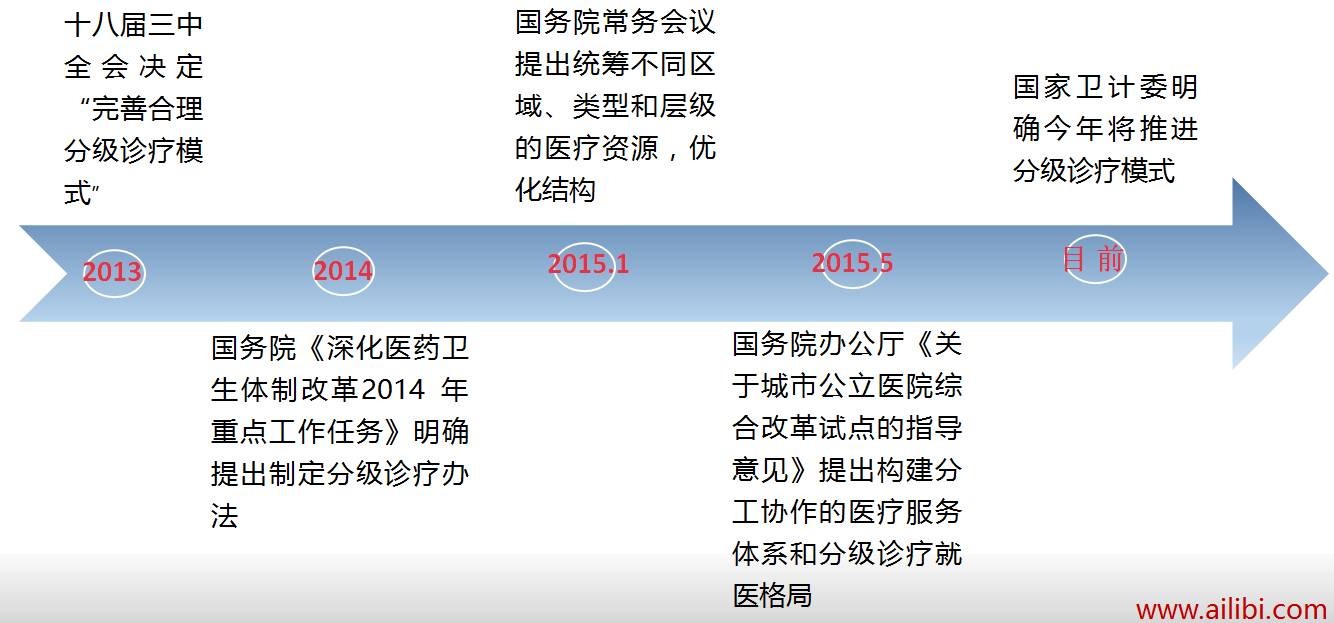 十八届三中
全会决定
“完善合理
分级诊疗模
式”
国务院常务会议
提出统筹不同区
域、类型和层级
的医疗资源，优
化结构
国家卫计委明
确今年将推进
分级诊疗模式
2013
2014
2015.1
2015.5
目 前
国务院《深化医药卫
生体制改革2014 年
重点工作任务》明确
提出制定分级诊疗办
法
国务院办公厅《关
于城市公立医院综
合改革试点的指导
意见》提出构建分
工协作的医疗服务
体系和分级诊疗就
医格局
www.ailibi.com